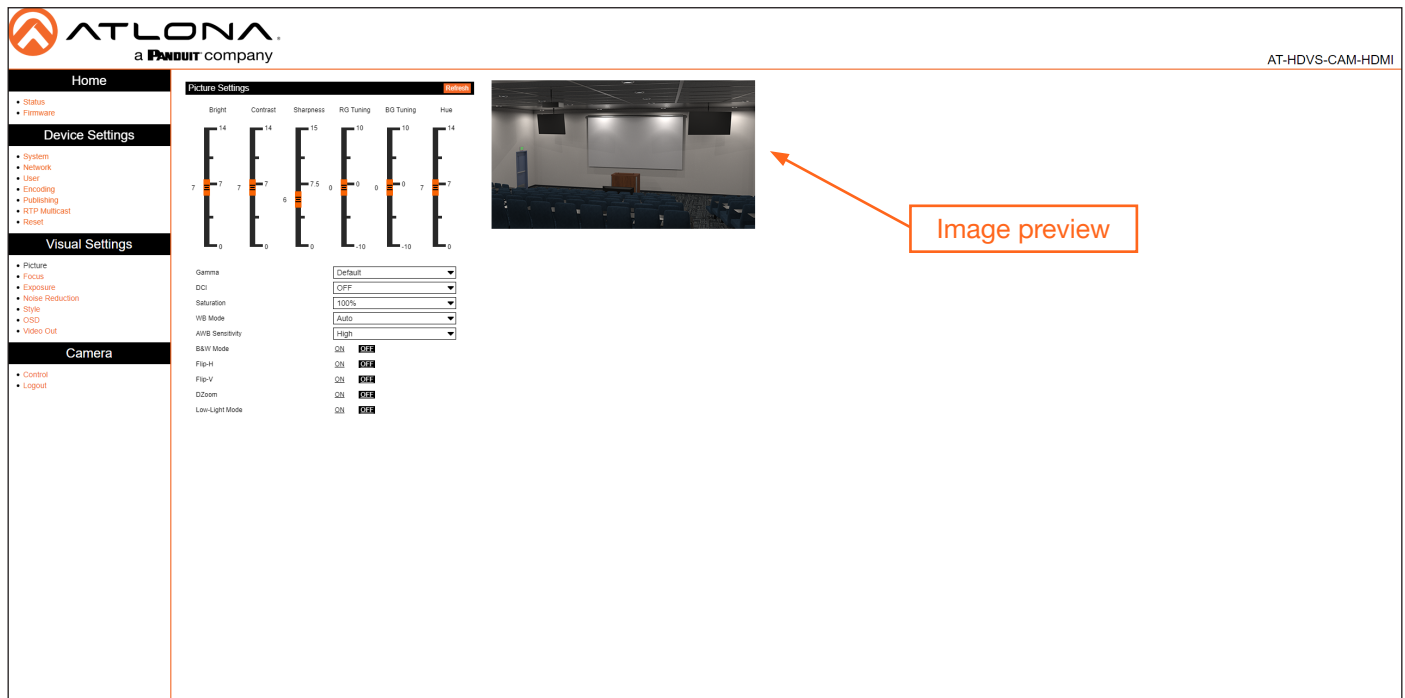 ATLONA.
a PANDUIT company
AT-HDVS-CAM-HDMI
Home
Status
Firmware
Device Settings
System
Network
User
Encoding
Publishing
RTP Multicast
Reset
Visual Settings
Picture
Focus
Exposure
Noise Reduction
Style
OSD
Video Out
Camera
Control
Logout
Picture Settings Refresh
Bright Contrast Sharpness RG Tuning BG Tuning Hue
14 14 15 10 10 14
7 7 7 7 7.5 0 0 0 0 7 7
6
0 0 0 -10 -10 0
Gamma Default
DCI OFF
Saturation 100%
WB Mode Auto
AWB Sensitivity High
B&W Mode ON OFF
Flip-H ON OFF
Flip-V ON OFF
DZoom ON OFF
Low-Light Mode ON OFF
Image preview